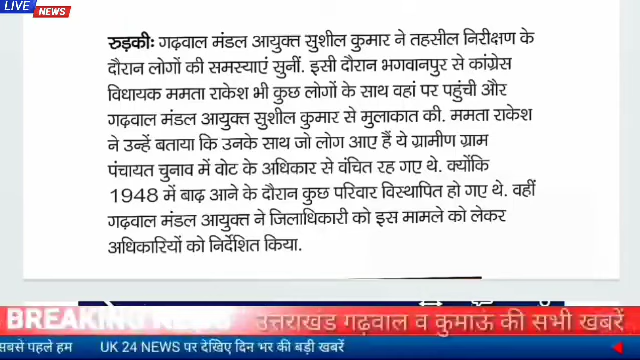 LIVE
NEWS
रुड़की: गढ़वाल मंडल आयुक्त सुशील कुमार ने तहसील निरीक्षण के
दौरान लोगों की समस्याएं सुनीं. इसी दौरान भगवानपुर से कांग्रेस
विधायक ममता राकेश भी कुछ लोगों के साथ वहां पर पहुंची और
गढ़वाल मंडल आयुक्त सुशील कुमार से मुलाकात की. ममता राकेश
ने उन्हें बताया कि उनके साथ जो लोग आए हैं ये ग्रामीण ग्राम
पंचायत चुनाव में वोट के अधिकार से वंचित रह गए थे. क्योंकि
1948 में बाढ़ आने के दौरान कुछ परिवार विस्थापित हो गए थे. वहीं
गढ़वाल मंडल आयुक्त ने जिलाधिकारी को इस मामले को लेकर
अधिकारियों को निर्देशित किया.
BREAKING NEWS उत्तराखंड गढ़वाल व कुमाऊं की सभी खबरें
सबसे पहले हम UK 24 NEWS पर देखिए दिन भर की बड़ी खबरें